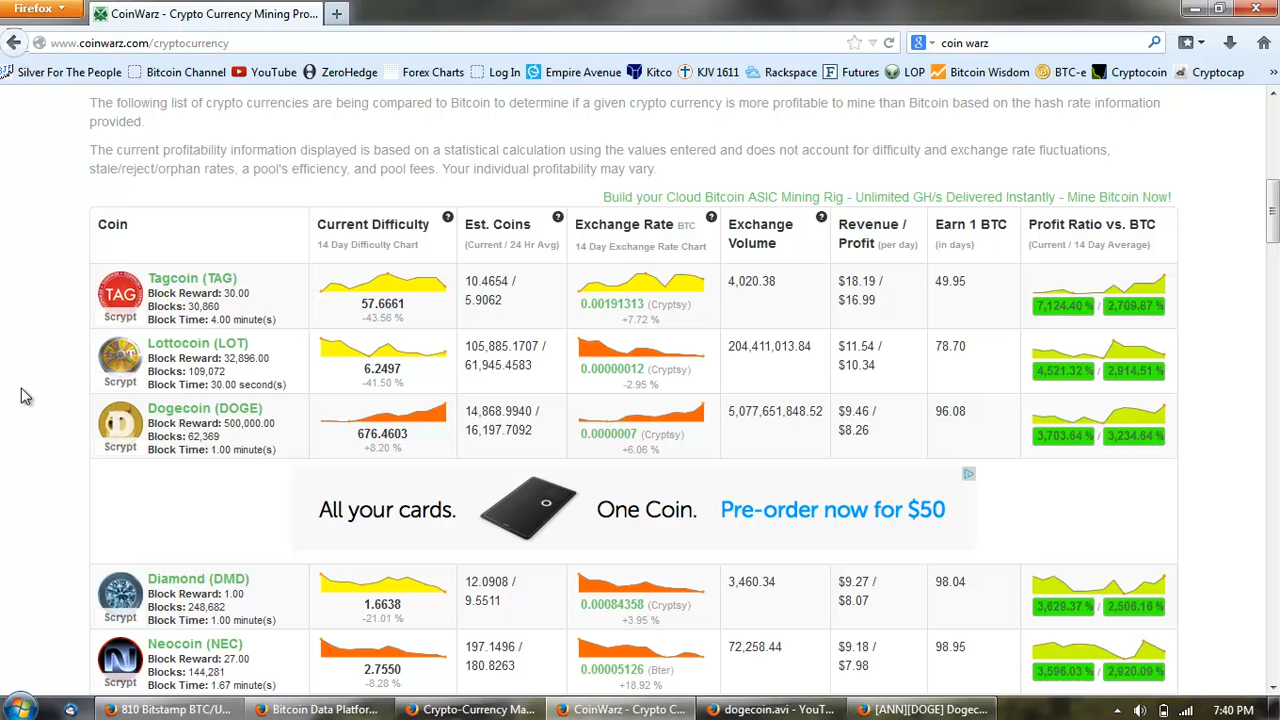 Firefox
CoinWarz - Crypto Currency Mining Pro...
www.coinwarz.com/cryptocurrency
coin warz
Silver For The People
Bitcoin Channel
YouTube
ZeroHedge
Forex Charts
Log In
Empire Avenue
Kitco
KJV 1611
Rackspace
Futures
LOP
Bitcoin Wisdom
BTC-e
Cryptocoin
Cryptocap
The following list of crypto currencies are being compared to Bitcoin to determine if a given crypto currency is more profitable to mine than Bitcoin based on the hash rate information
provided.
The current profitability information displayed is based on a statistical calculation using the values entered and does not account for difficulty and exchange rate fluctuations,
stale/reject/orphan rates, a pool's efficiency, and pool fees. Your individual profitability may vary.
Build your Cloud Bitcoin ASIC Mining Rig - Unlimited GH/s Delivered Instantly - Mine Bitcoin Now!
Coin
Current Difficulty
14 Day Difficulty Chart
Est. Coins
(Current / 24 Hr Avg)
Exchange Rate BTC
14 Day Exchange Rate Chart
Exchange
Volume
Revenue /
Profit (per day)
Earn 1 BTC
(in days)
Profit Ratio vs. BTC
(Current / 14 Day Average)
TAG
Scrypt
Tagcoin (TAG)
Block Reward: 30.00
Blocks: 30,860
Block Time: 4.00 minute(s)
57.6661
-43.56 %
10.4654 /
5.9062
0.00191313 (Cryptsy)
+7.72 %
4,020.38
$18.19 /
$16.99
49.95
7,124.40 % / 2,709.87 %
Scrypt
Lottocoin (LOT)
Block Reward: 32,896.00
Blocks: 109,072
Block Time: 30.00 second(s)
6.2497
-41.50 %
105,885.1707 /
61,945.4583
0.00000012 (Cryptsy)
-2.95 %
204,411,013.84
$11.54 /
$10.34
78.70
4,521.32 % / 2,914.51 %
Scrypt
Dogecoin (DOGE)
Block Reward: 500,000.00
Blocks: 62,369
Block Time: 1.00 minute(s)
676.4603
+8.20 %
14,868.9940 /
16,197.7092
0.0000007 (Cryptsy)
+6.06 %
5,077,651,848.52
$9.46 /
$8.26
96.08
3,703.64 % / 3,234.64 %
All your cards.
One Coin.
Pre-order now for $50
Scrypt
Diamond (DMD)
Block Reward: 1.00
Blocks: 248,682
Block Time: 1.00 minute(s)
1.6638
-21.01 %
12.0908 /
9.5511
0.00084358 (Cryptsy)
+3.95 %
3,460.34
$9.27 /
$8.07
98.04
3,629.37 % / 2,506.16 %
N
Scrypt
Neocoin (NEC)
Block Reward: 27.00
Blocks: 144,281
Block Time: 1.67 minute(s)
2.7550
-8.28 %
197.1496 /
180.8263
0.00005126 (Bter)
+18.92 %
72,258.44
$9.18 /
$7.98
98.95
3,596.03 % / 2,920.09 %
810 Bitstamp BTC/U...
Bitcoin Data Platfor...
Crypto-Currency Ma...
CoinWarz - Crypto C...
dogecoin.avi - YouT...
[ANN][DOGE] Dogec...
7:40 PM